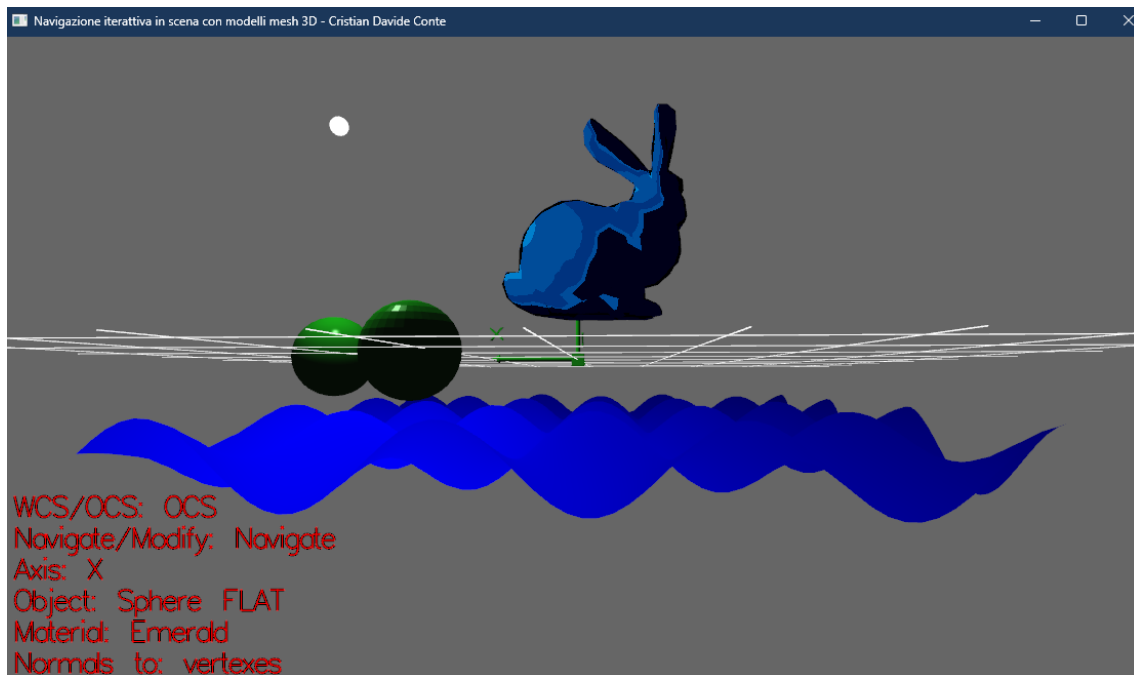 Navigazione iterattiva in scena con modelli mesh 3D - Cristian Davide Conte
X
WCS/OCS: OCS
Navigate/Modify: Navigate
Axis: X
Object: Sphere FLAT
Material: Emerald
Normals to: vertexes